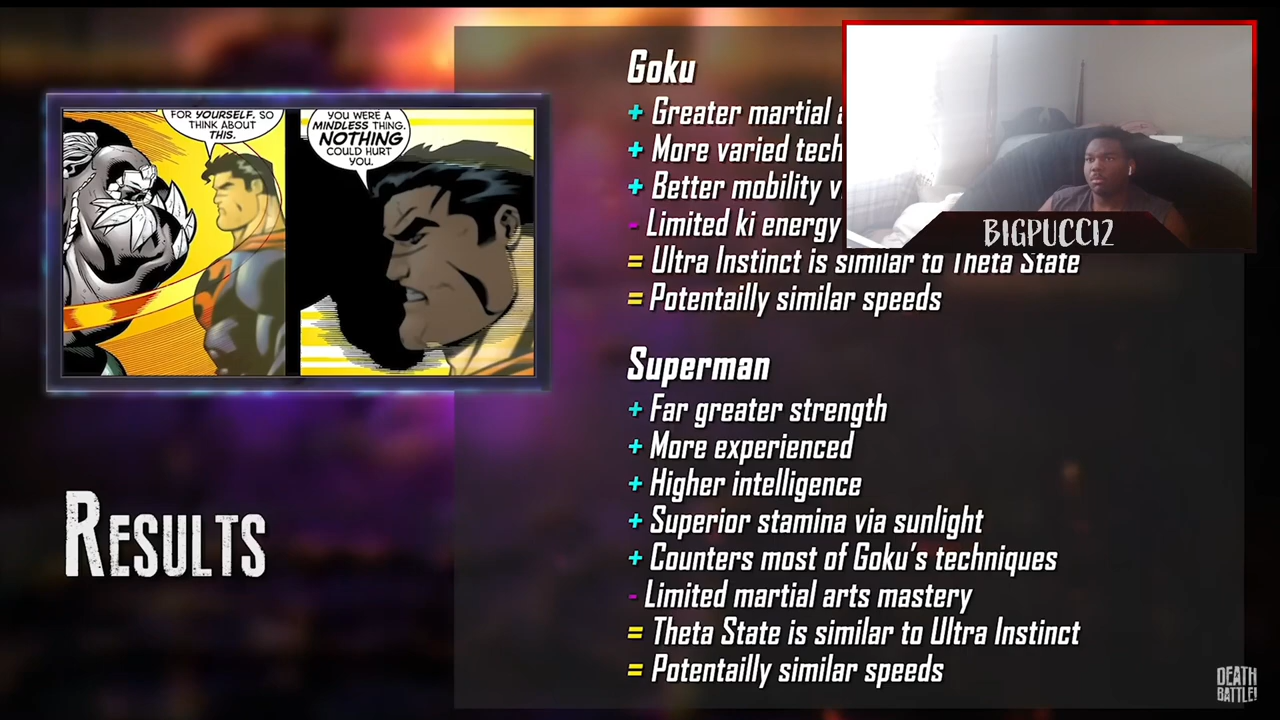 FOR YOURSELF. SO
THINK ABOUT
THIS.
YOU WERE A
MINDLESS THING.
NOTHING
COULD HURT
YOU.
RESULTS
Goku
+ Greater martial
+ More varied
+ Better mobility
- Limited ki energy
= Ultra Instinct is similar to Theta State
= Potentailly similar speeds
Superman
+ Far greater strength
+ More experienced
+ Higher intelligence
+ Superior stamina via sunlight
+ Counters most of Goku's techniques
- Limited martial arts mastery
= Theta State is similar to Ultra Instinct
= Potentailly similar speeds
BIGPUCCI2
DEATH
BATTLE!